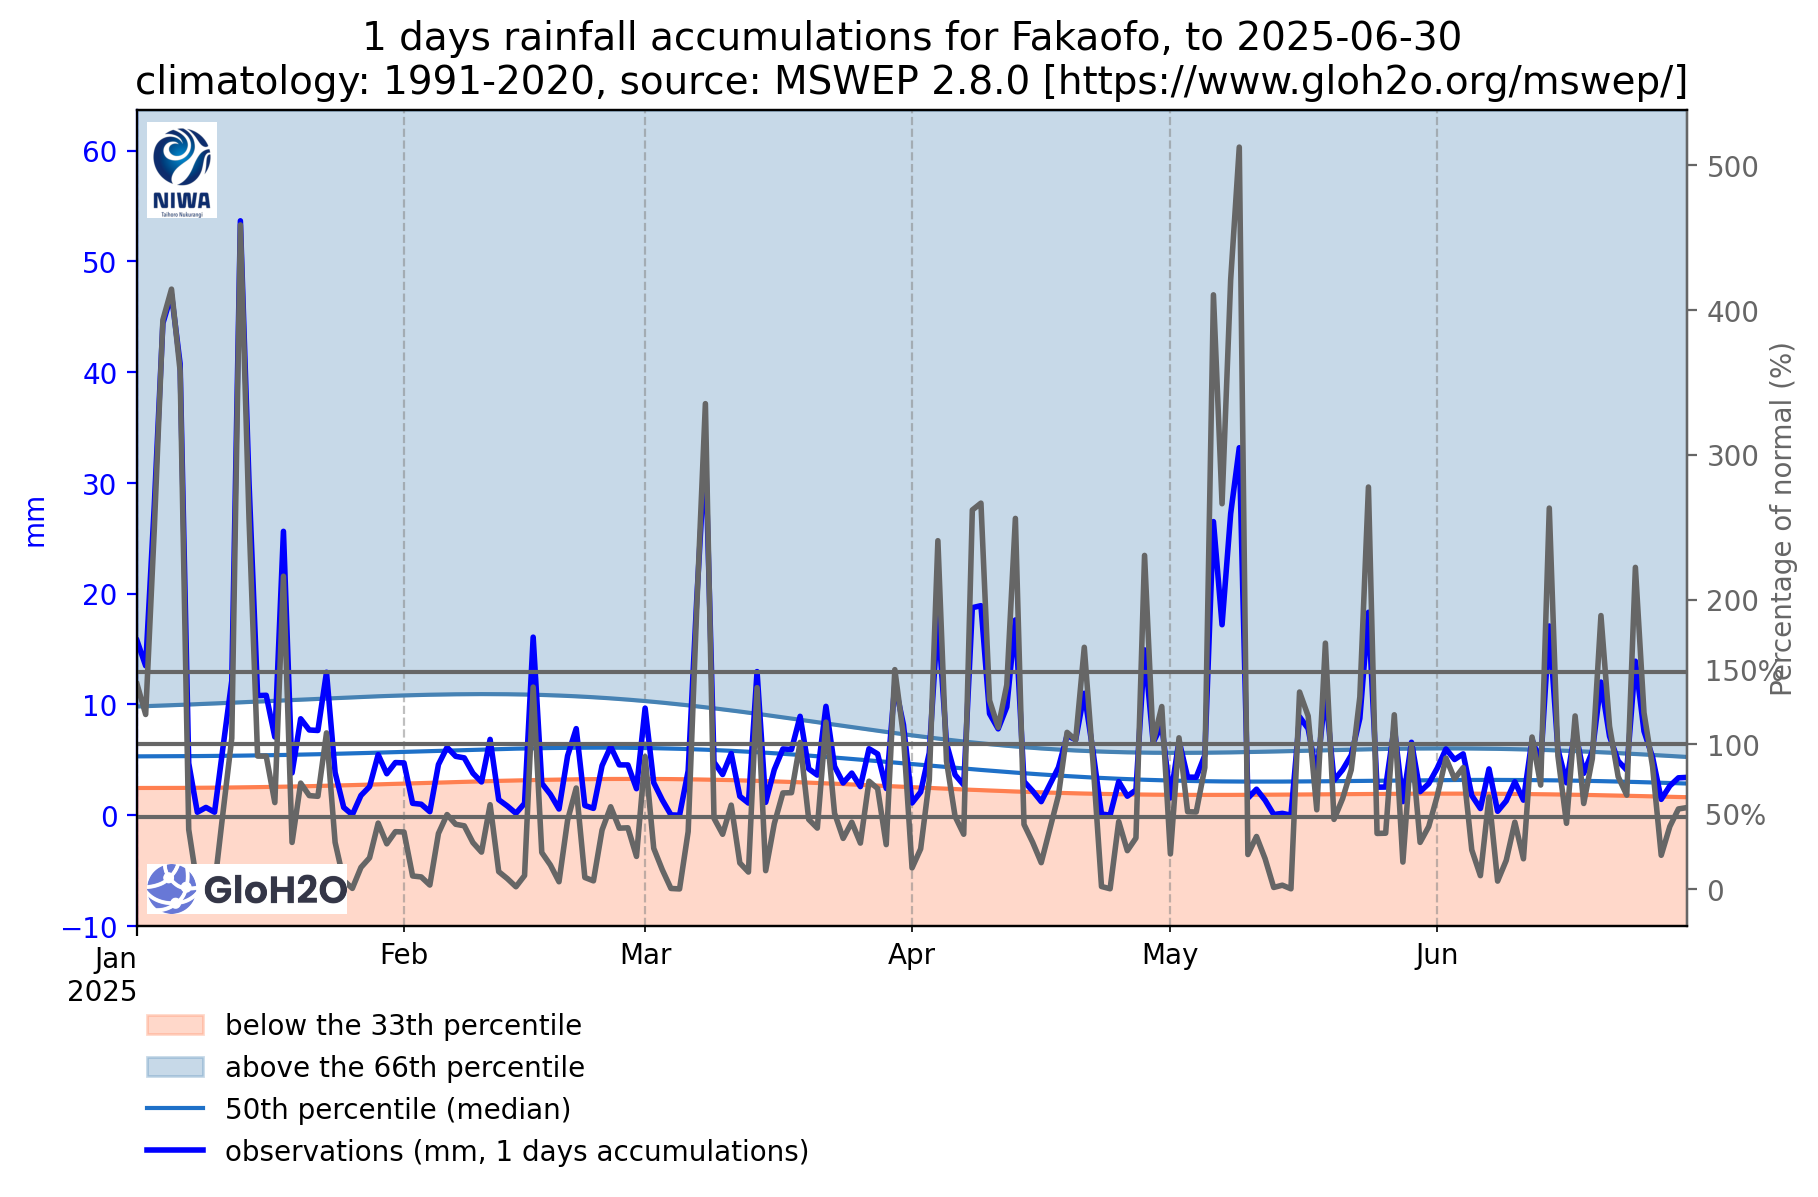 1 days rainfall accumulations for Fakaofo, to 2025-06-30
climatology: 1991-2020, source: MSWEP 2.8.0 [https://www.gloh2o.org/mswep/]
NIWA
Taihoro Nukurangi
60
50
40
30
20
10
0
−10
mm
500
400
300
200
150%
100
50%
0
Percentage of normal (%)
GloH2O
Jan
2025
Feb
Mar
Apr
May
Jun
below the 33th percentile
above the 66th percentile
50th percentile (median)
observations (mm, 1 days accumulations)